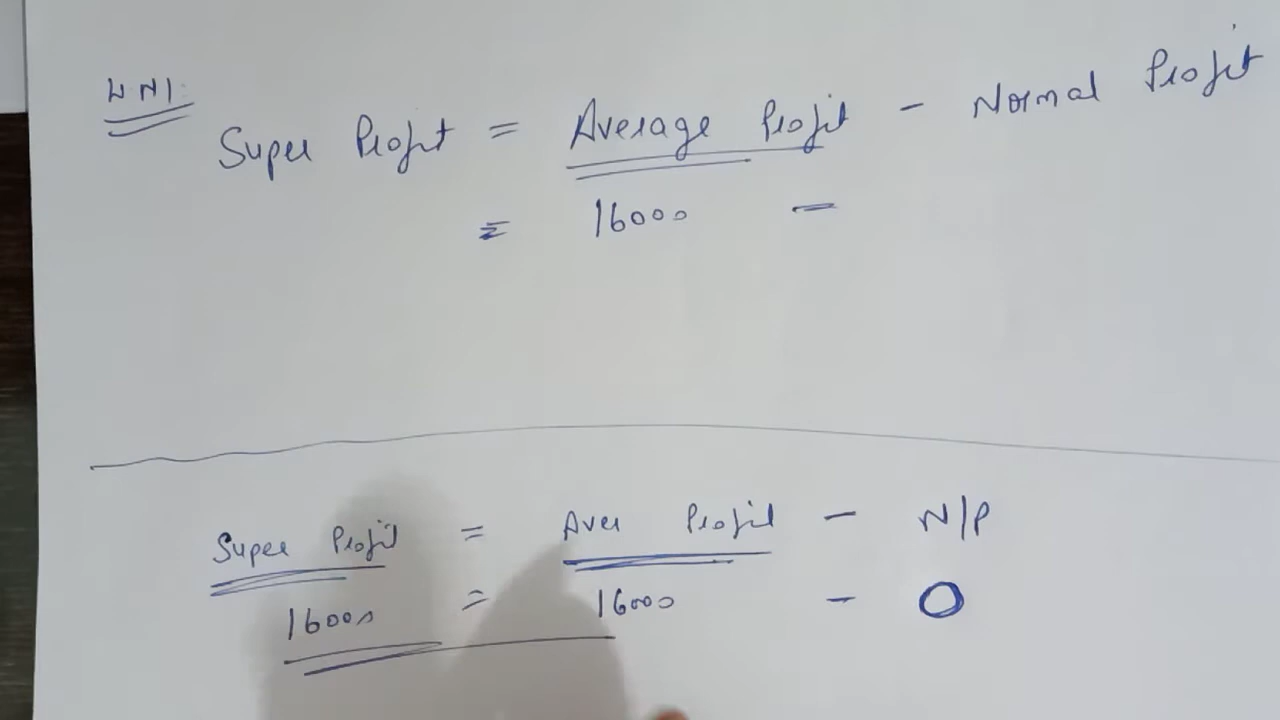 WN1:
Super Profit = Average Profit - Normal Profit
= 16000 -
Super Profit = Aver Profit - N/P
16000 = 16000 - 0